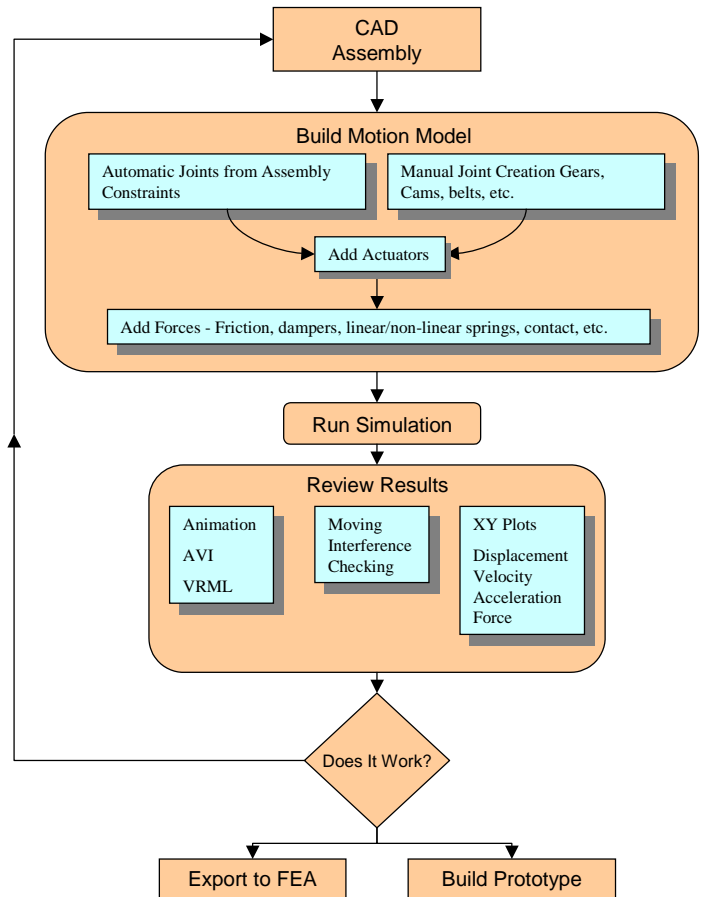 CAD
Assembly
Build Motion Model
Automatic Joints from Assembly
Constraints
Manual Joint Creation Gears,
Cams, belts, etc.
Add Actuators
Add Forces - Friction, dampers, linear/non-linear springs, contact, etc.
Run Simulation
Review Results
Animation
AVI
VRML
Moving
Interference
Checking
XY Plots
Displacement
Velocity
Acceleration
Force
Does It Work?
Export to FEA
Build Prototype